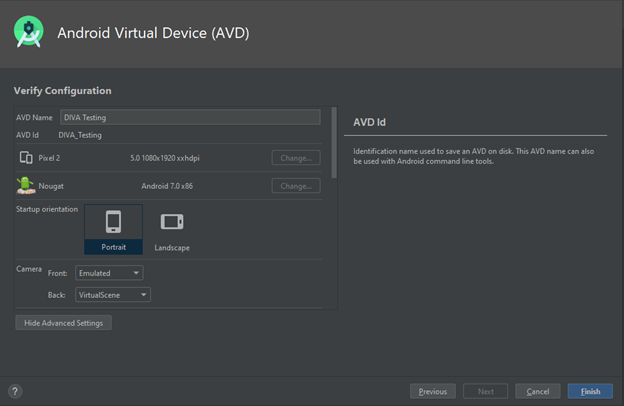 Android Virtual Device (AVD)
Verify Configuration
AVD Name DIVA Testing
AVD Id DIVA_Testing
Pixel 2 5.0 1080x1920 xxhdpi Change...
Nougat Android 7.0 x86 Change...
Startup orientation
Portrait Landscape
Camera Front: Emulated
Back: VirtualScene
Hide Advanced Settings
AVD Id
Identification name used to save an AVD on disk. This AVD name can also
be used with Android command line tools.
? Previous Next Cancel Finish